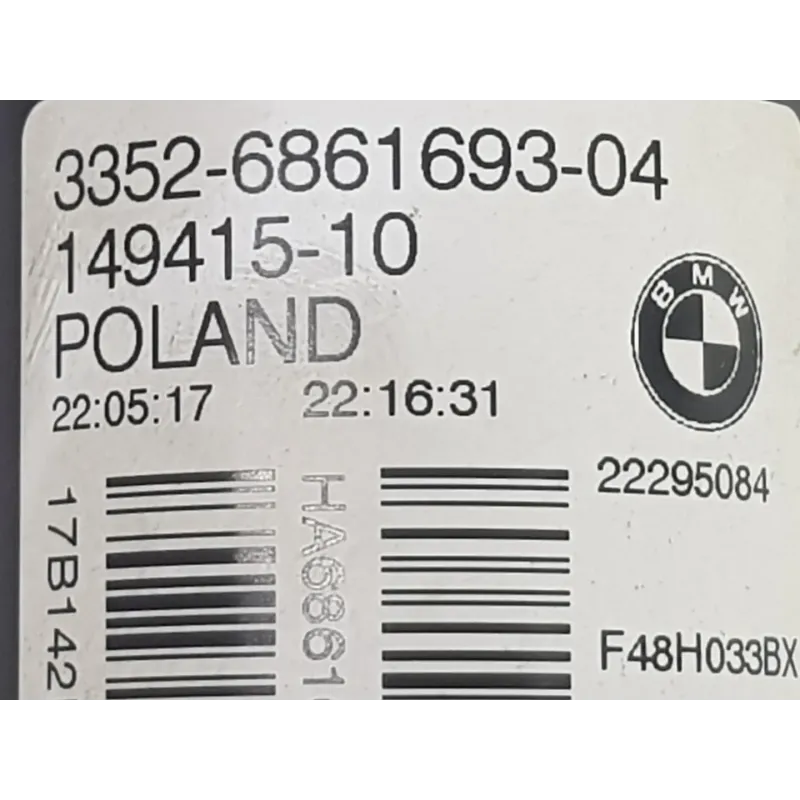 3352-6861693-04
149415-10
POLAND
22:05:17 22:16:31
BMW
22295084
17B142
HA6861
F48H033BX